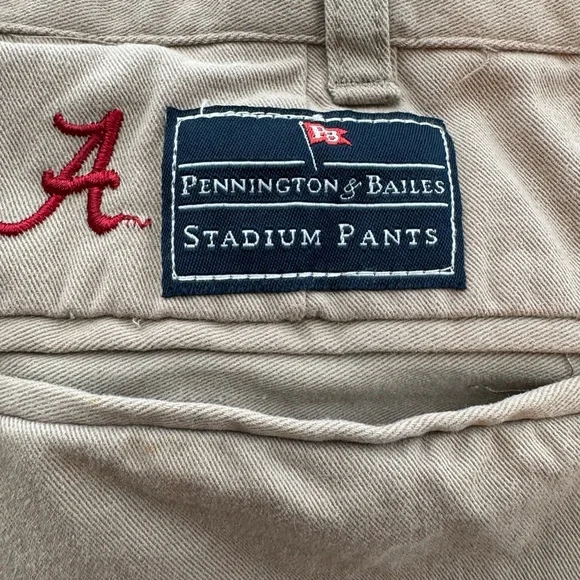 A
PB
PENNINGTON & BAILES
STADIUM PANTS